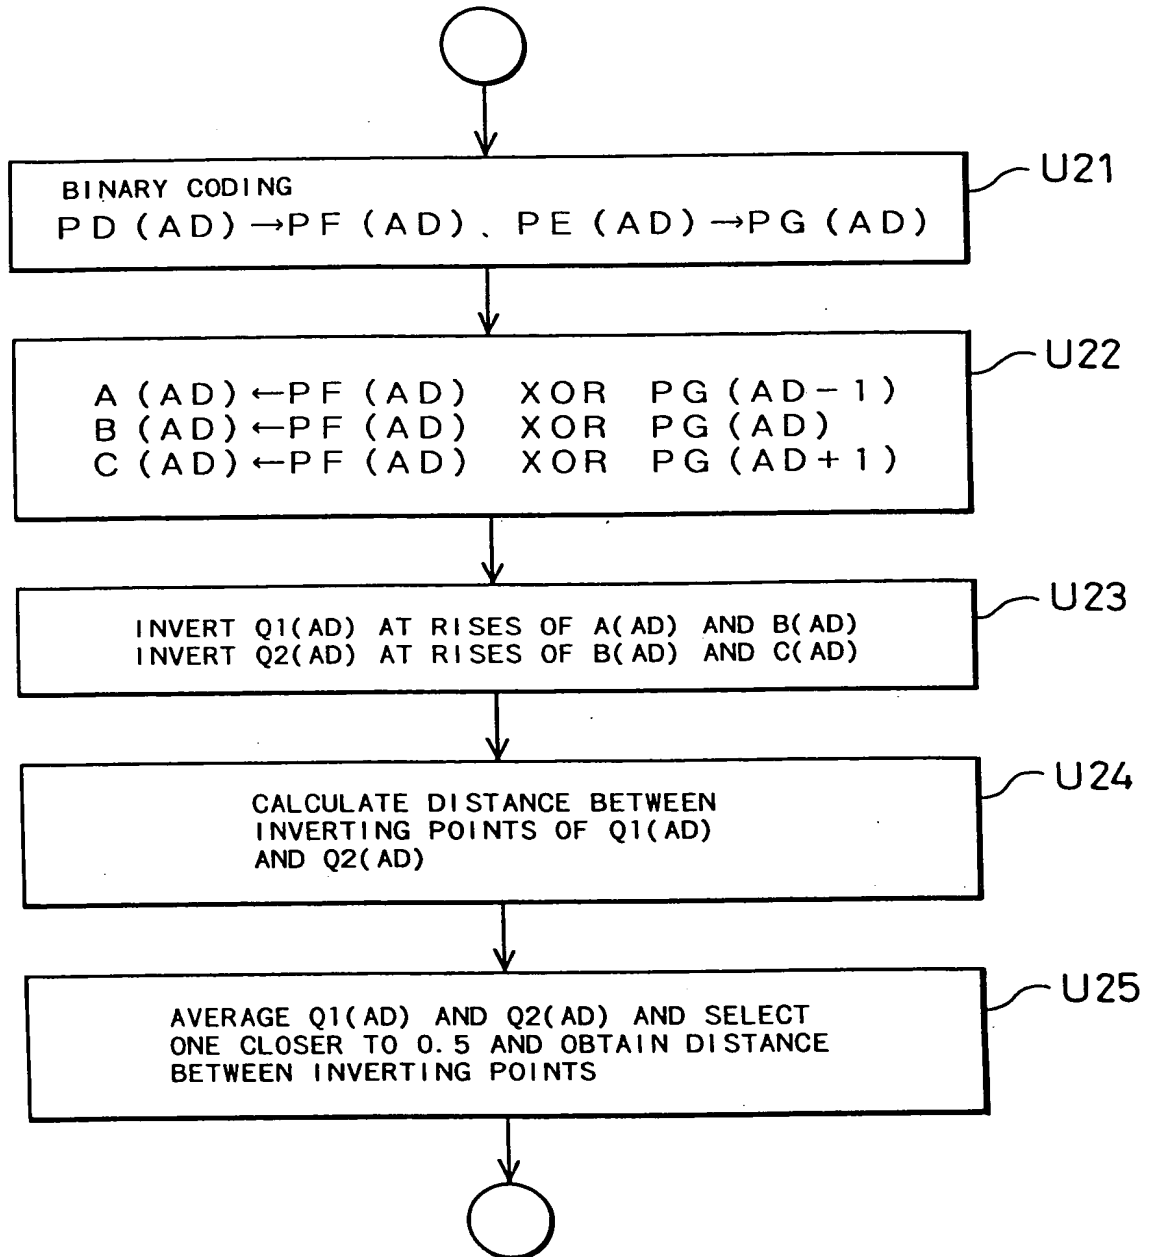 BINARY CODING
PD(AD)→PF(AD)、PE(AD)→PG(AD)
U21
A(AD)←PF(AD) XOR PG(AD-1)
B(AD)←PF(AD) XOR PG(AD)
C(AD)←PF(AD) XOR PG(AD+1)
U22
INVERT Q1(AD) AT RISES OF A(AD) AND B(AD)
INVERT Q2(AD) AT RISES OF B(AD) AND C(AD)
U23
CALCULATE DISTANCE BETWEEN
INVERTING POINTS OF Q1(AD)
AND Q2(AD)
U24
AVERAGE Q1(AD) AND Q2(AD) AND SELECT
ONE CLOSER TO 0.5 AND OBTAIN DISTANCE
BETWEEN INVERTING POINTS
U25